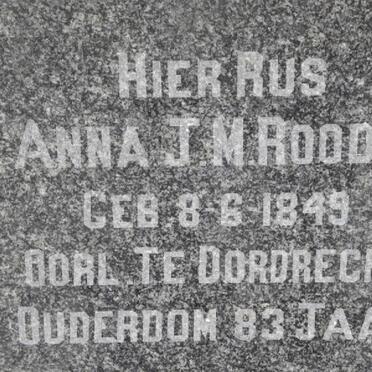 HIER RUS
ANNA J M ROOD
GEB 8-6-1849
OORL. TE DORDRECH
OUDERDOM 83 JAA